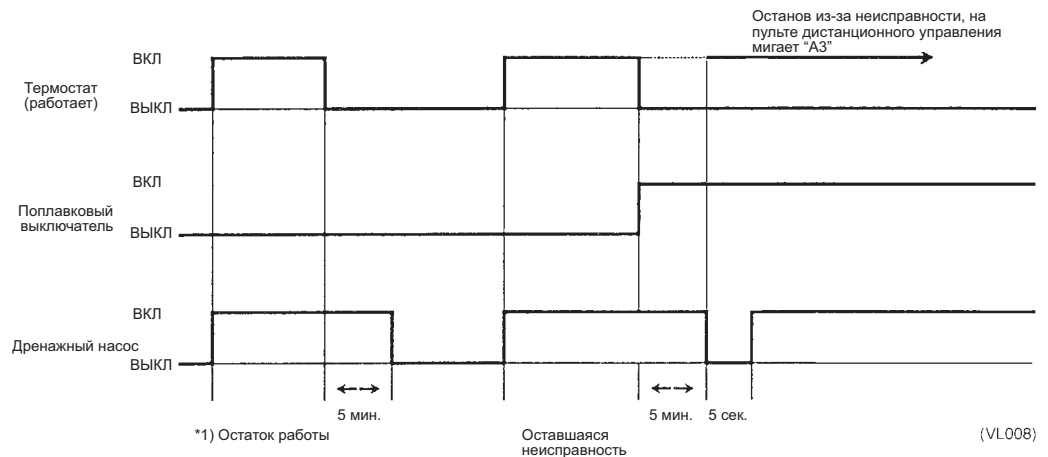 Останов из-за неисправности, на
пульте дистанционного управления
мигает “A3”
ВКЛ
Термостат
(работает)
ВЫКЛ
ВКЛ
Поплавковый
выключатель
ВЫКЛ
ВКЛ
Дренажный насос
ВЫКЛ
5 мин.
5 мин.
5 сек.
*1) Остаток работы
Оставшаяся
неисправность
(VL008)